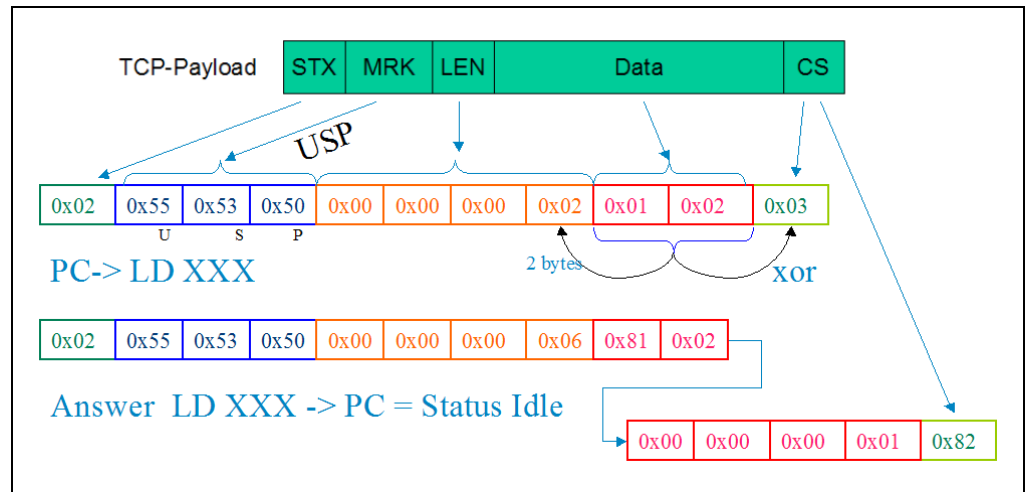 TCP-Payload STX MRK LEN Data CS
USP
0x02 0x55 0x53 0x50 0x00 0x00 0x00 0x02 0x01 0x02 0x03
U S P
PC-> LD XXX 2 bytes xor
0x02 0x55 0x53 0x50 0x00 0x00 0x00 0x06 0x81 0x02
Answer LD XXX -> PC = Status Idle
0x00 0x00 0x00 0x01 0x82